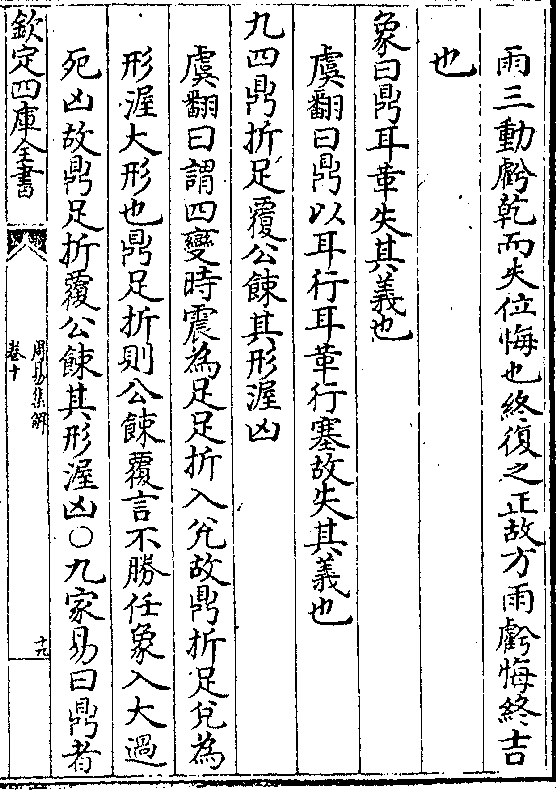 雨三動虧乾而失位悔也終復之正故方雨虧悔終吉
也
象曰鼎耳革失其義也
虞翻曰鼎以耳行耳革行塞故失其義也
九四鼎折足覆公餗其形渥凶
虞翻曰謂四變時震為足足折入兌故鼎折足兌為
形渥大形也鼎足折則公餗覆言不勝任象入大過
死凶故鼎足折覆公餗其形渥凶○九家易曰鼎者
欽定四庫全書
周易集解
卷十
十九